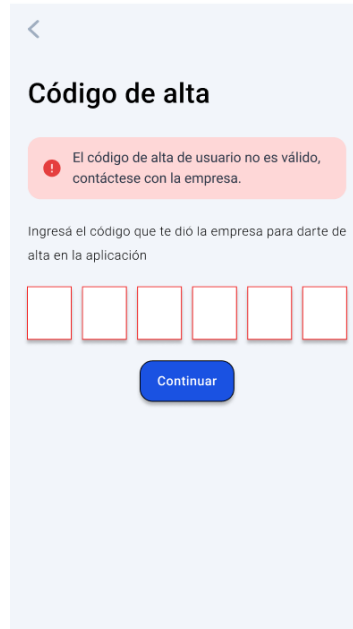 Código de alta
El código de alta de usuario no es válido,
contáctese con la empresa.
Ingresá el código que te dió la empresa para darte de
alta en la aplicación
Continuar